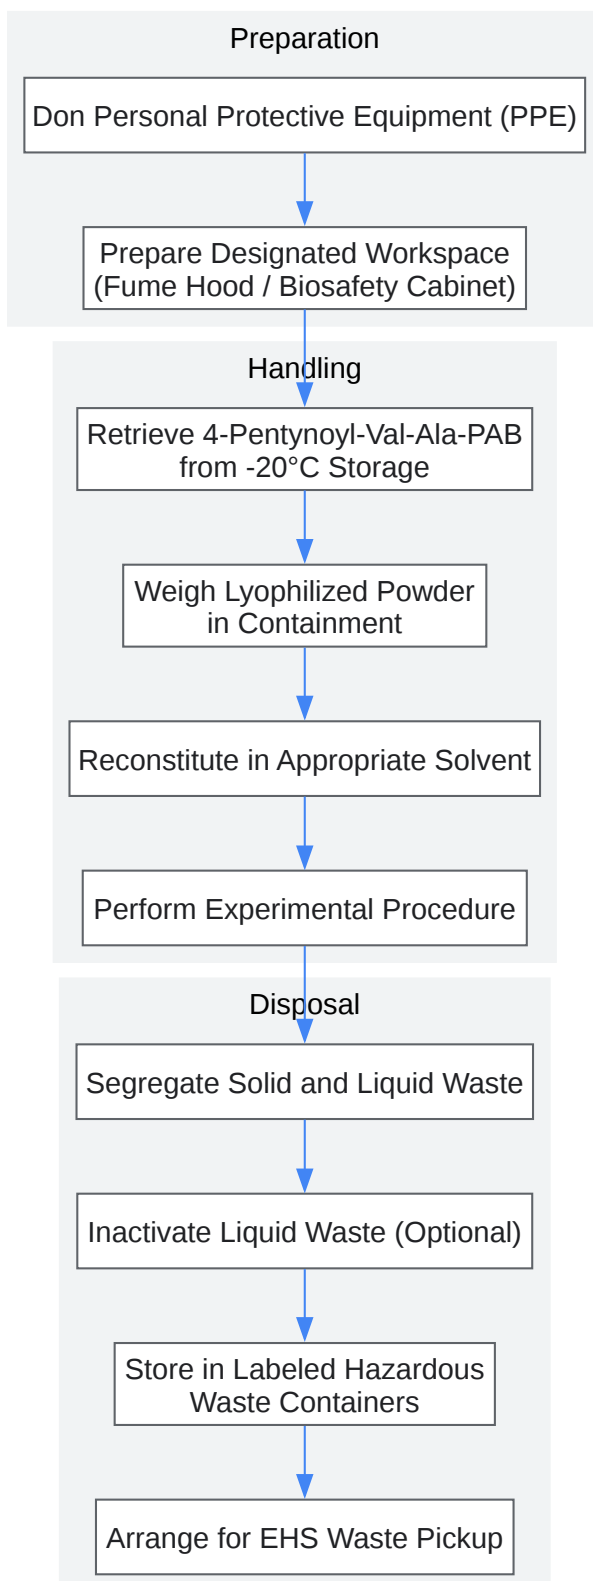 Preparation
Don Personal Protective Equipment (PPE)
Prepare Designated Workspace
(Fume Hood / Biosafety Cabinet)
Handling
Retrieve 4-Pentynoyl-Val-Ala-PAB
from -20°C Storage
Weigh Lyophilized Powder
in Containment
Reconstitute in Appropriate Solvent
Perform Experimental Procedure
Disposal
Segregate Solid and Liquid Waste
Inactivate Liquid Waste (Optional)
Store in Labeled Hazardous
Waste Containers
Arrange for EHS Waste Pickup